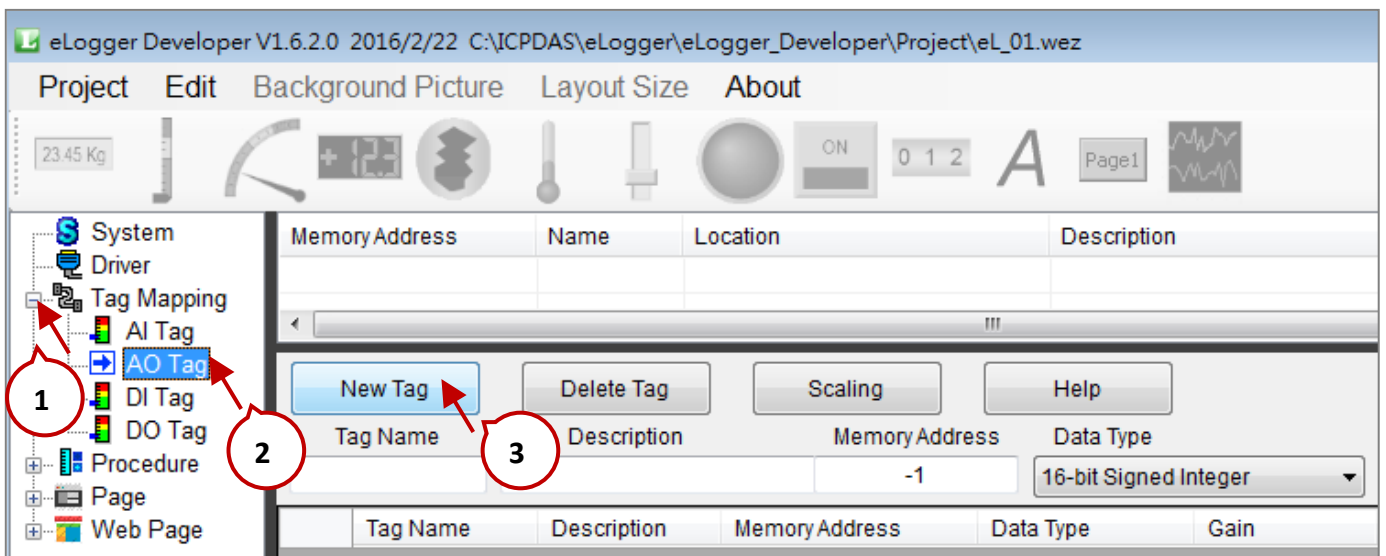 eLogger Developer V1.6.2.0 2016/2/22 C:\ICPDAS\eLogger\eLogger_Developer\Project\eL_01.wez
Project Edit Background Picture Layout Size About
23.45 Kg +123 ON 0 1 2 A Page1
System
Driver
Tag Mapping
AI Tag
AO Tag
DI Tag
DO Tag
Procedure
Page
Web Page
1
2
Memory Address Name Location Description
New Tag Delete Tag Scaling Help
3
Tag Name Description Memory Address Data Type
-1 16-bit Signed Integer
Tag Name Description Memory Address Data Type Gain